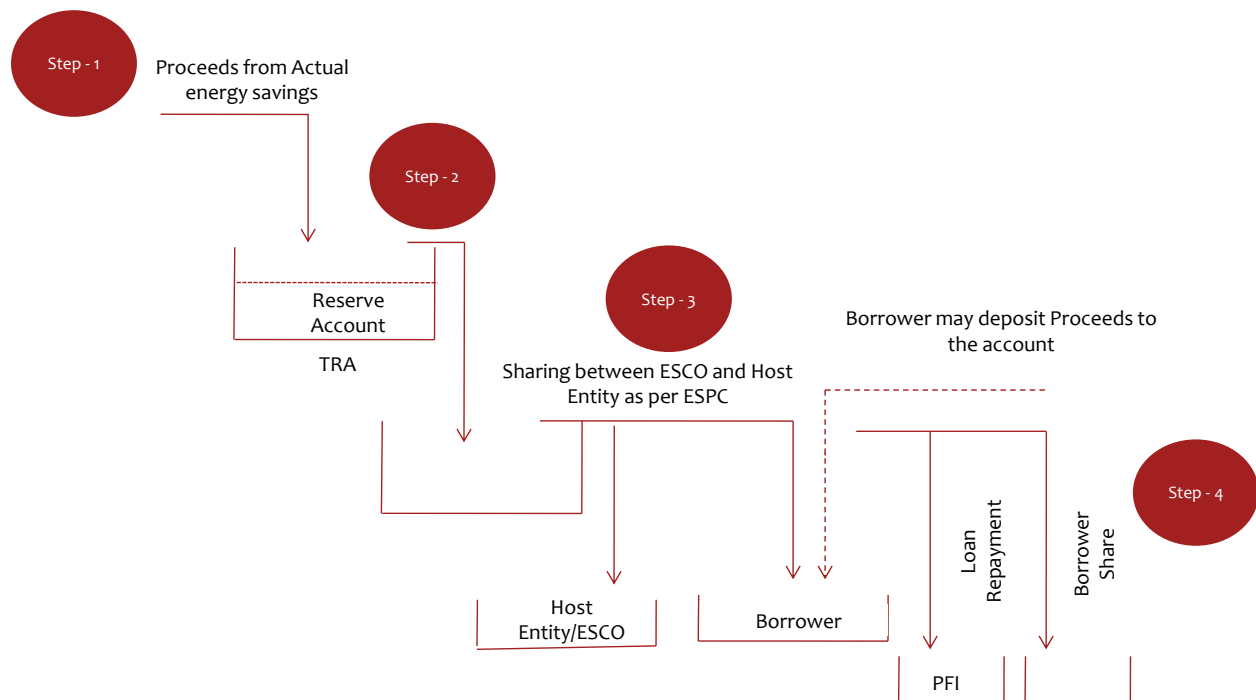 Step - 1
Proceeds from Actual
energy savings
Step - 2
Reserve
Account
TRA
Step - 3
Sharing between ESCO and Host
Entity as per ESPC
Borrower may deposit Proceeds to
the account
Step - 4
Loan
Repayment
Borrower
Share
Host
Entity/ESCO
Borrower
PFI